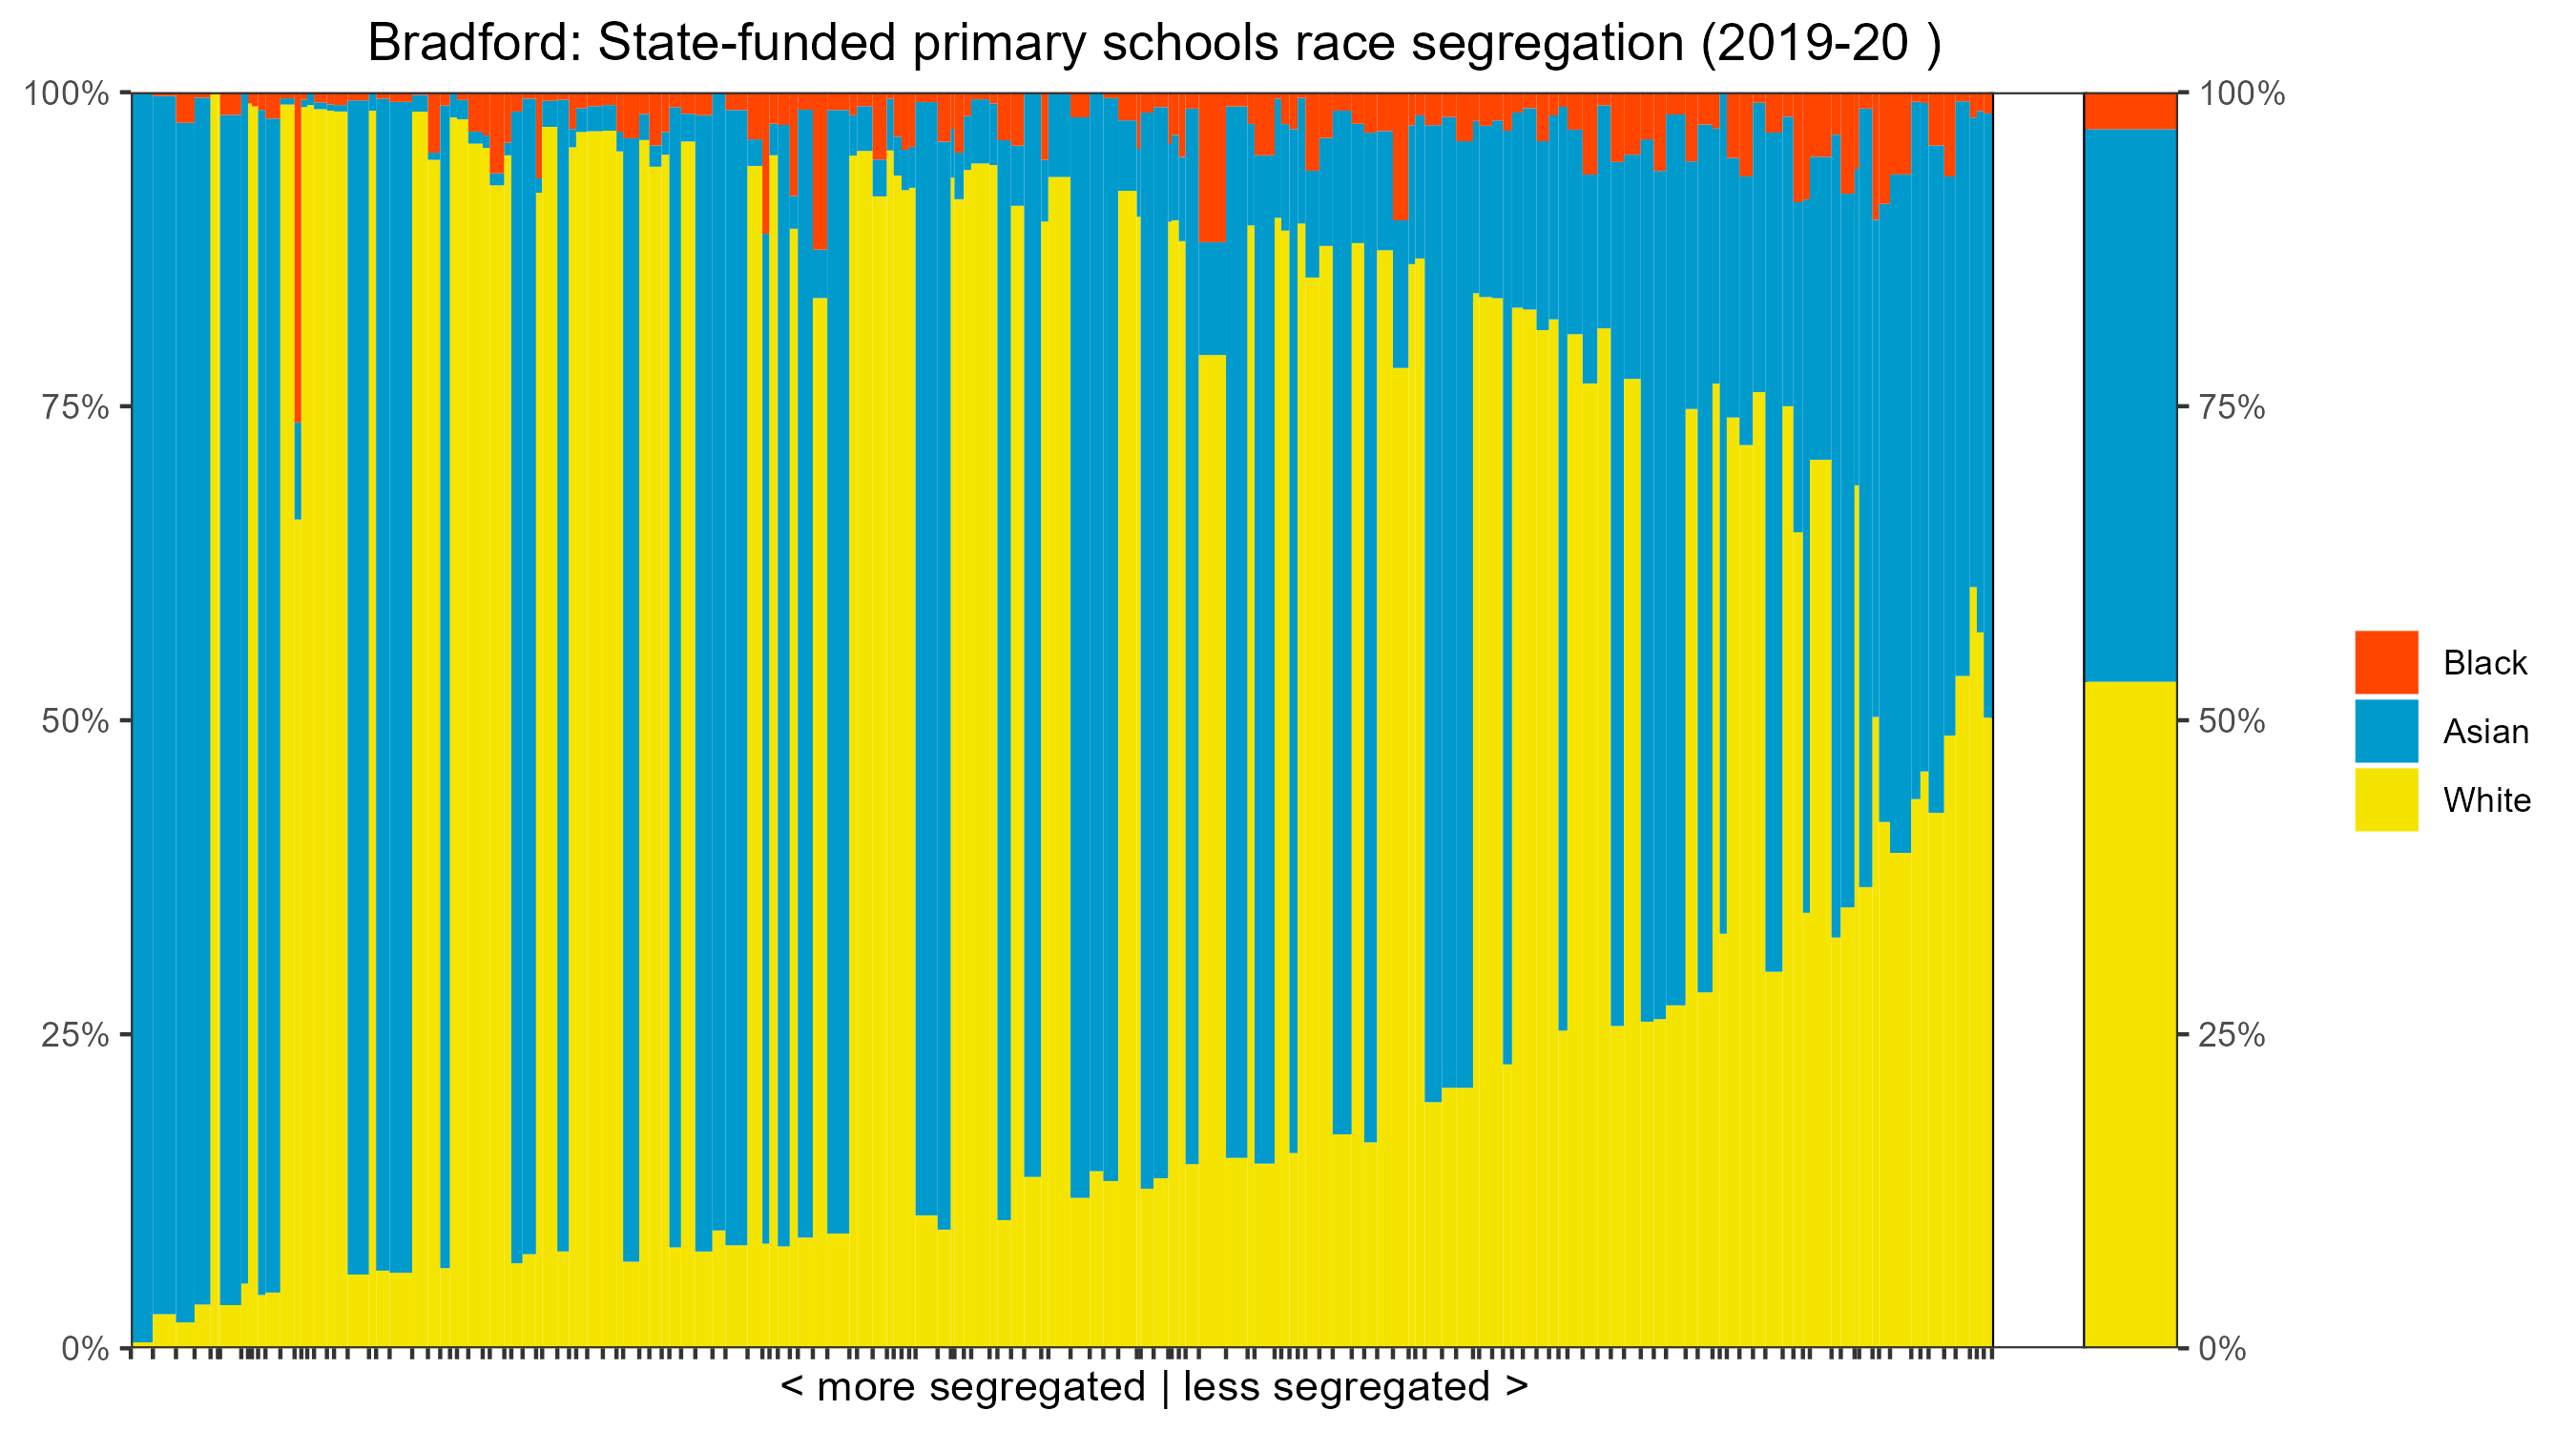 Bradford: State-funded primary schools race segregation (2019-20 )
100%
75%
50%
25%
0%
100%
75%
50%
25%
0%
Black
Asian
White
< more segregated | less segregated >